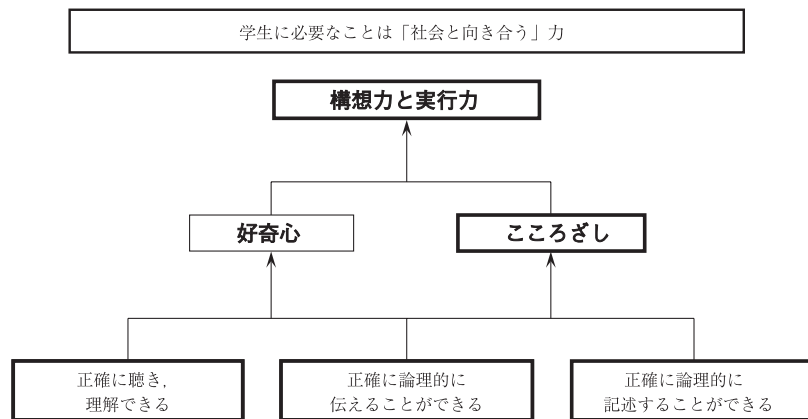 学生に必要なことは「社会と向き合う」力
構想力と実行力
好奇心
こころざし
正確に聴き,
理解できる
正確に論理的に
伝えることができる
正確に論理的に
記述することができる